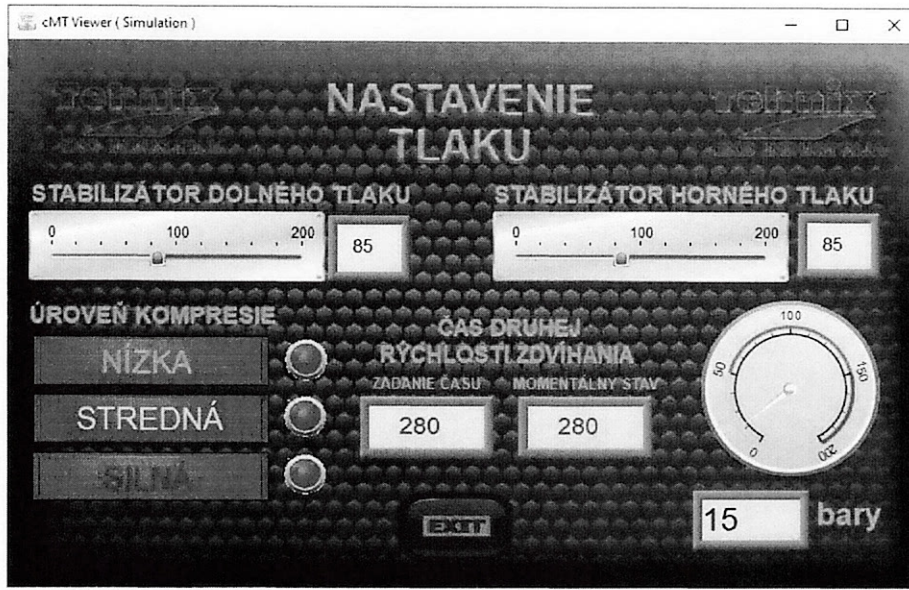 cMT Viewer ( Simulation )
NASTAVENIE
TLAKU
STABILIZÁTOR DOLNÉHO TLAKU
0 100 200
85
STABILIZÁTOR HORNÉHO TLAKU
0 100 200
85
ÚROVEŇ KOMPRESIE
NÍZKA
STREDNÁ
SILNÁ
ČAS DRUHEJ
RÝCHLOSTI ZDVÍHANIA
ZADANIE ČASU MOMENTÁLNY STAV
280 280
0 50 100 150 200
EXIT
15 bary